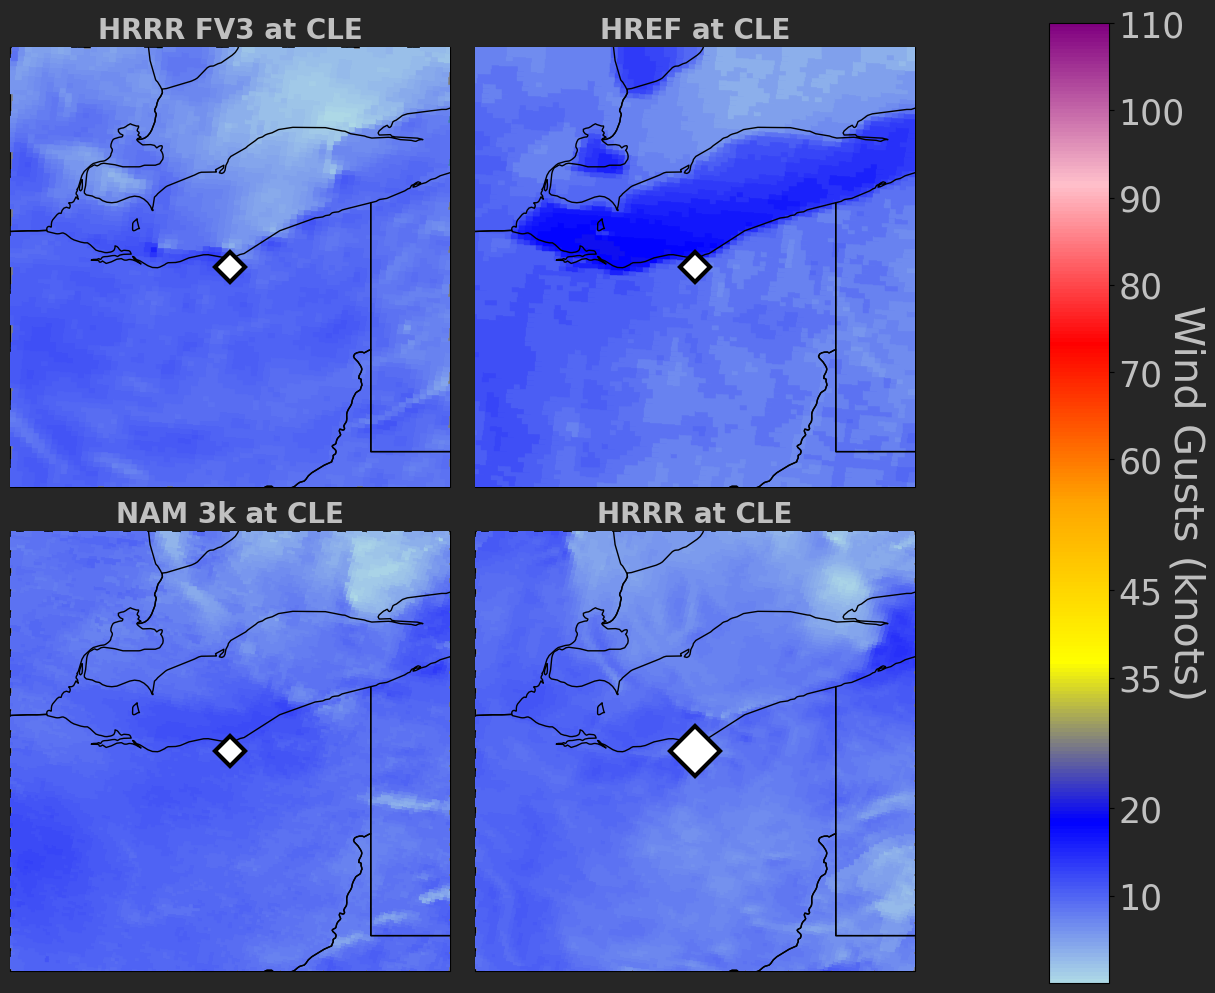 HRRR FV3 at CLE
HREF at CLE
NAM 3k at CLE
HRRR at CLE
110
100
90
80
70
60
45
35
20
10
Wind Gusts (knots)